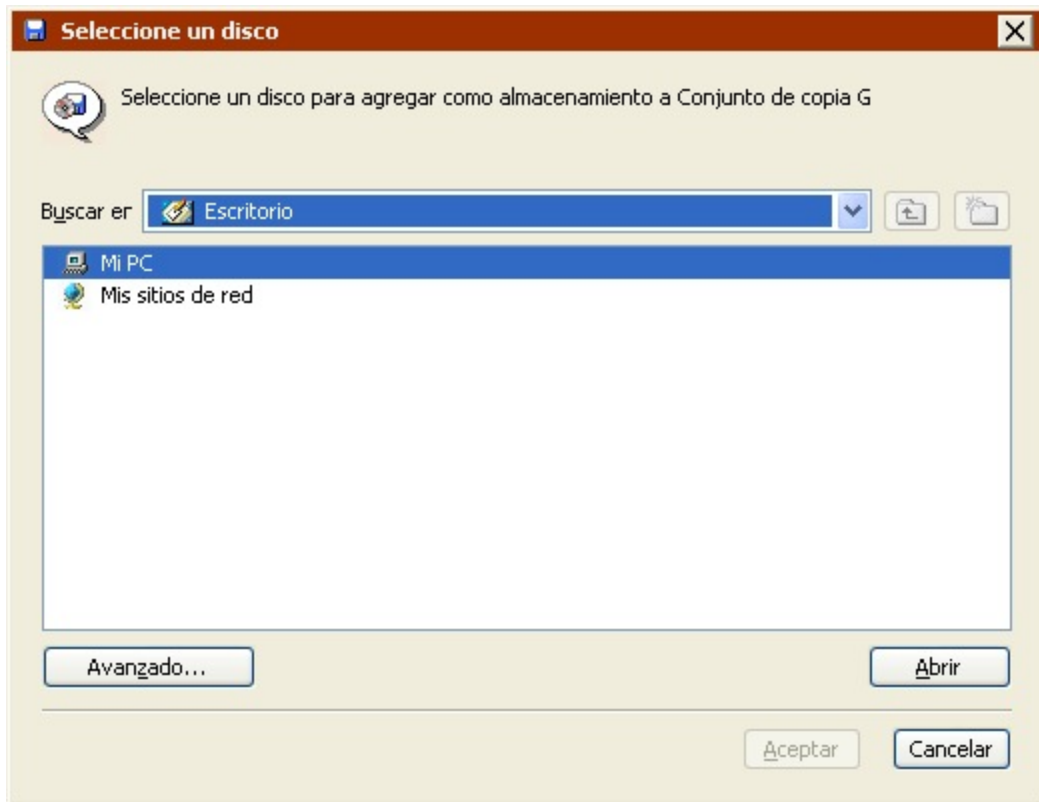 Seleccione un disco
Seleccione un disco para agregar como almacenamiento a Conjunto de copia G
Buscar er Escritorio
Mi PC
Mis sitios de red
Avanzado... Abrir
Aceptar Cancelar